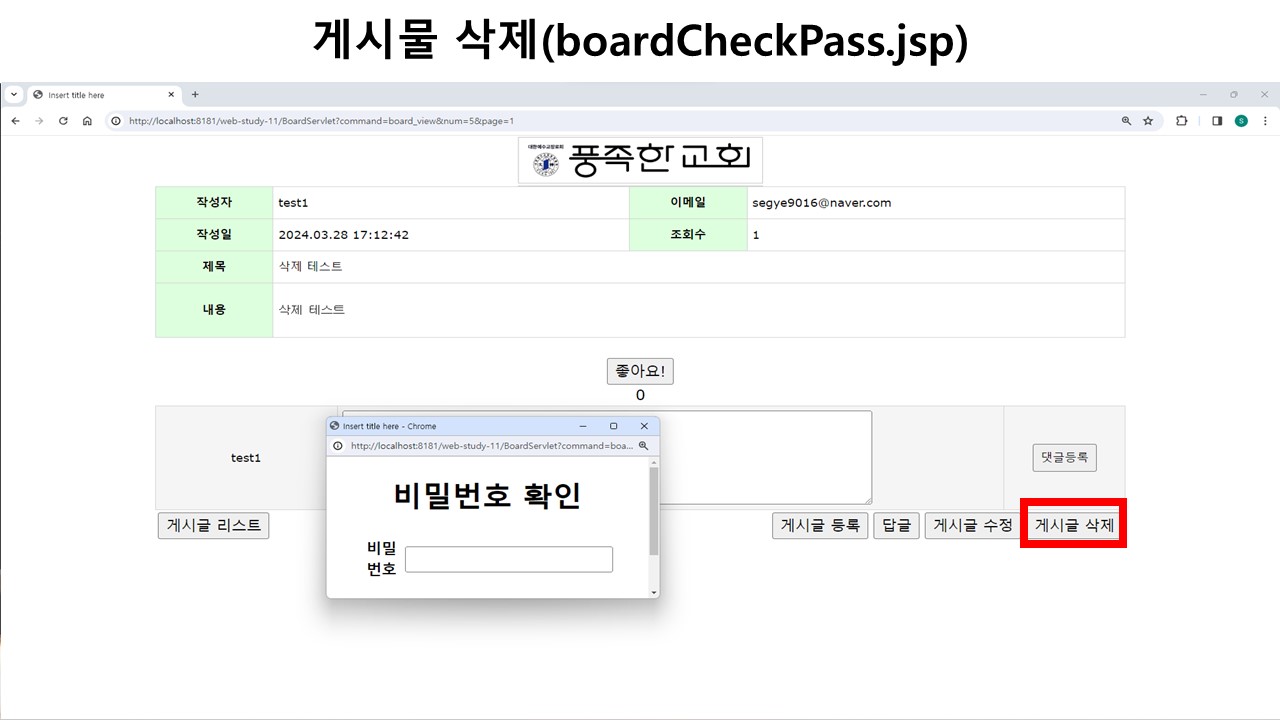 게시물 삭제(boardCheckPass.jsp)
Insert title here
http://localhost:8181/web-study-11/BoardServlet?command=board_view&num=5&page=1
S
대한예수교장로회
풍족한 교회
작성자 test1 이메일 segye9016@naver.com
작성일 2024.03.28 17:12:42 조회수 1
제목 삭제 테스트
내용 삭제 테스트
좋아요!
0
test1 댓글등록
Insert title here - Chrome
http://localhost:8181/web-study-11/BoardServlet?command=boa...
비밀번호 확인
비밀
번호
게시글 리스트 게시글 등록 답글 게시글 수정 게시글 삭제